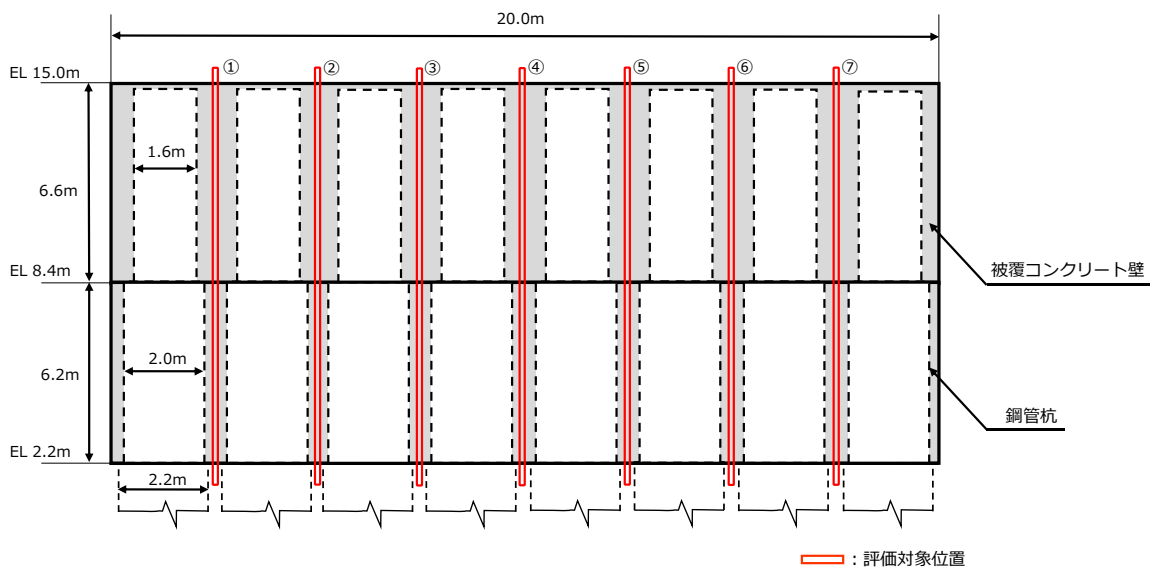 20.0m
EL 15.0m
①
②
③
④
⑤
⑥
⑦
1.6m
6.6m
被覆コンクリート壁
EL 8.4m
2.0m
6.2m
鋼管杭
EL 2.2m
2.2m
：評価対象位置